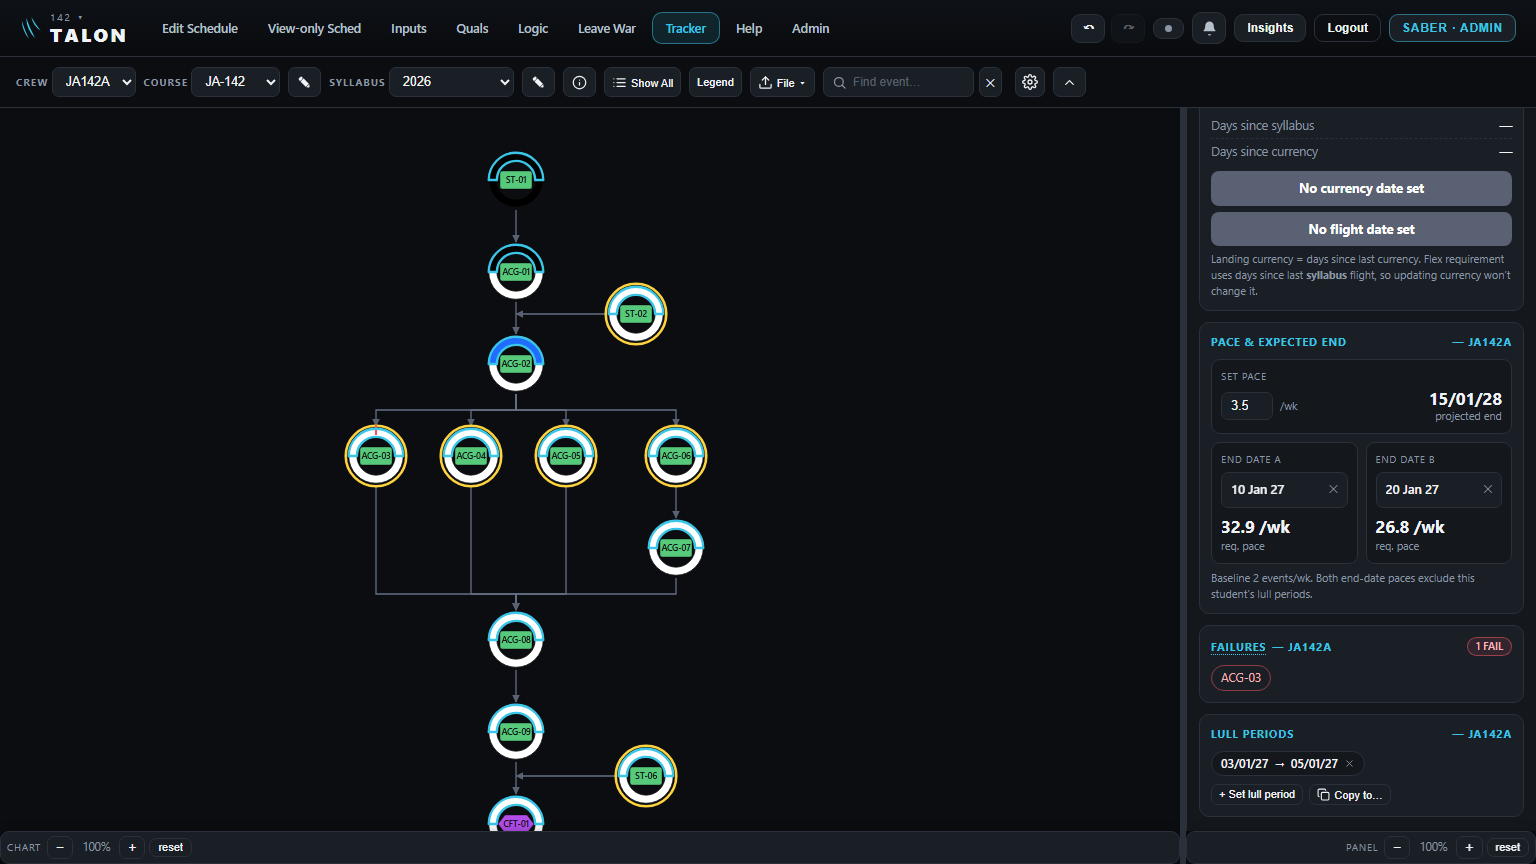 142
TALON
Edit Schedule
View-only Sched
Inputs
Quals
Logic
Leave War
Tracker
Help
Admin
Insights
Logout
SABER · ADMIN
CREW JA142A
COURSE JA-142
SYLLABUS 2026
Show All
Legend
File
Find event...
ST-01
ACG-01
ST-02
ACG-02
ACG-03
ACG-04
ACG-05
ACG-06
ACG-07
ACG-08
ACG-09
ST-06
CFT-01
CHART − 100% + reset
Days since syllabus —
Days since currency —
No currency date set
No flight date set
Landing currency = days since last currency. Flex requirement
uses days since last syllabus flight, so updating currency won't
change it.
PACE & EXPECTED END — JA142A
SET PACE
3.5 /wk
15/01/28
projected end
END DATE A
10 Jan 27 ×
32.9 /wk
req. pace
END DATE B
20 Jan 27 ×
26.8 /wk
req. pace
Baseline 2 events/wk. Both end-date paces exclude this
student's lull periods.
FAILURES — JA142A
1 FAIL
ACG-03
LULL PERIODS — JA142A
03/01/27 → 05/01/27 ×
+ Set lull period
Copy to...
PANEL − 100% + reset